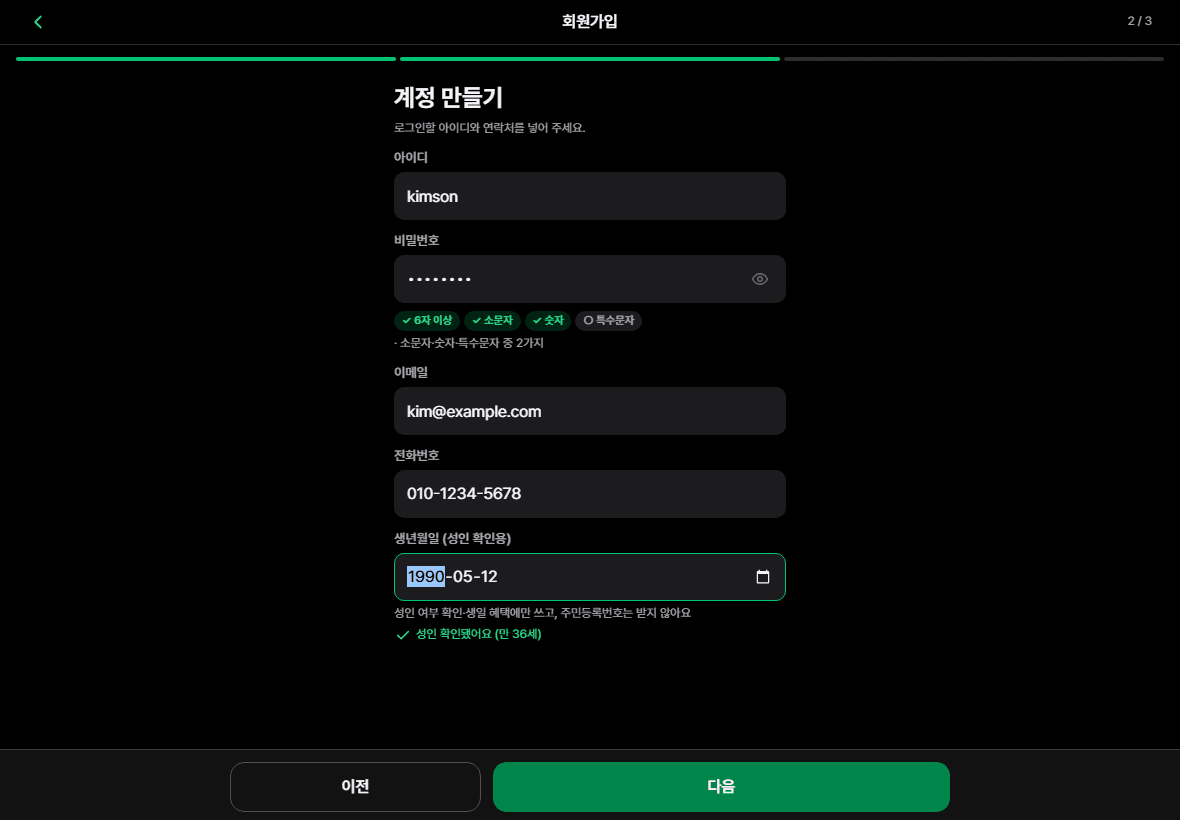 회원가입
2 / 3
계정 만들기
로그인할 아이디와 연락처를 넣어 주세요.
아이디
kimson
비밀번호
••••••••
6자 이상 소문자 숫자 특수문자
· 소문자·숫자·특수문자 중 2가지
이메일
kim@example.com
전화번호
010-1234-5678
생년월일 (성인 확인용)
1990-05-12
성인 여부 확인·생일 혜택에만 쓰고, 주민등록번호는 받지 않아요
성인 확인됐어요 (만 36세)
이전
다음